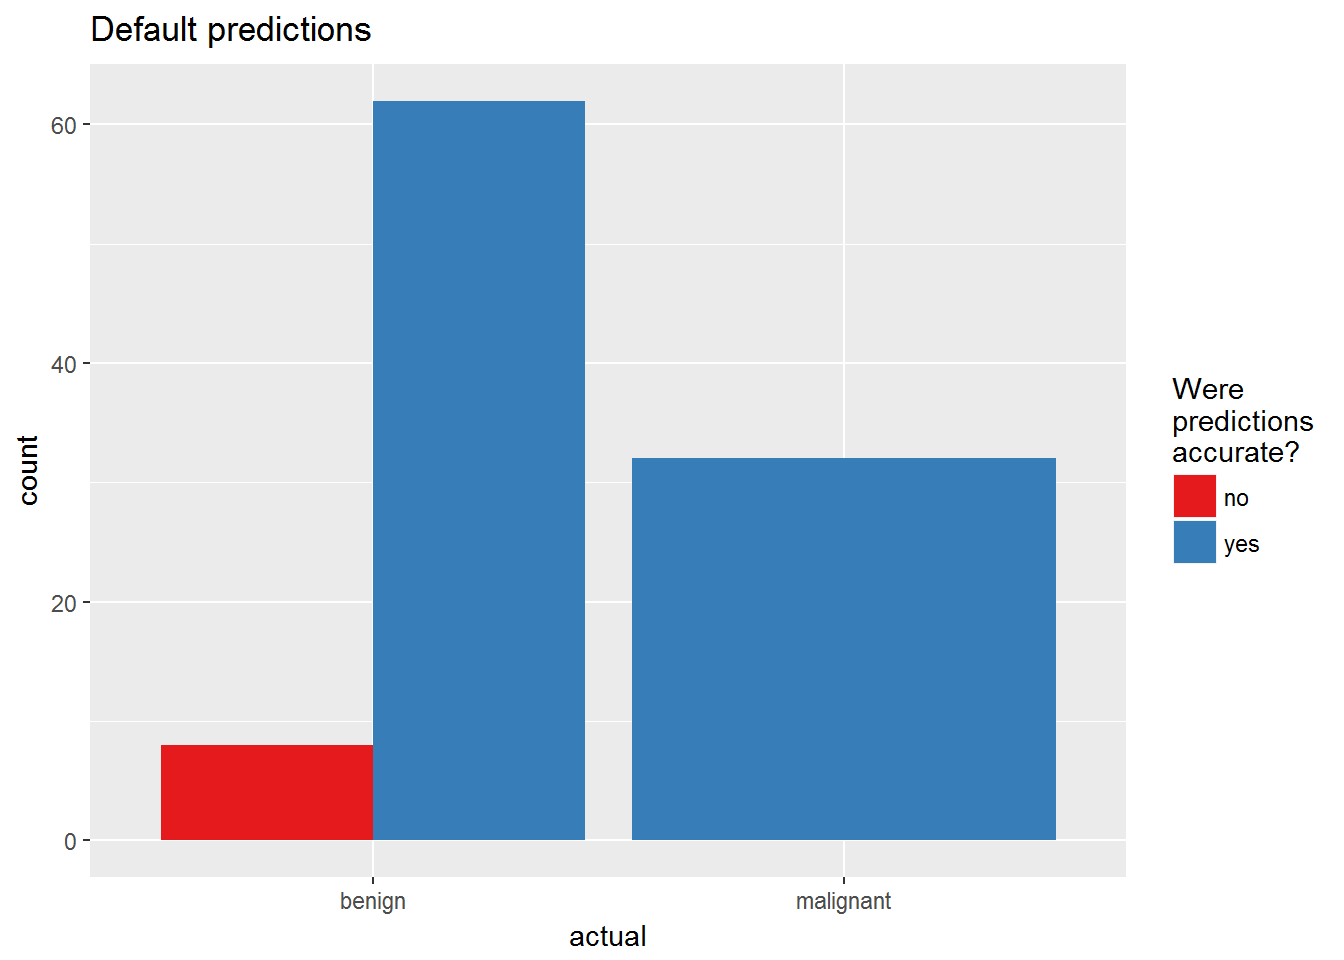 Default predictions
60
40
20
0
count
benign
malignant
actual
Were
predictions
accurate?
no
yes